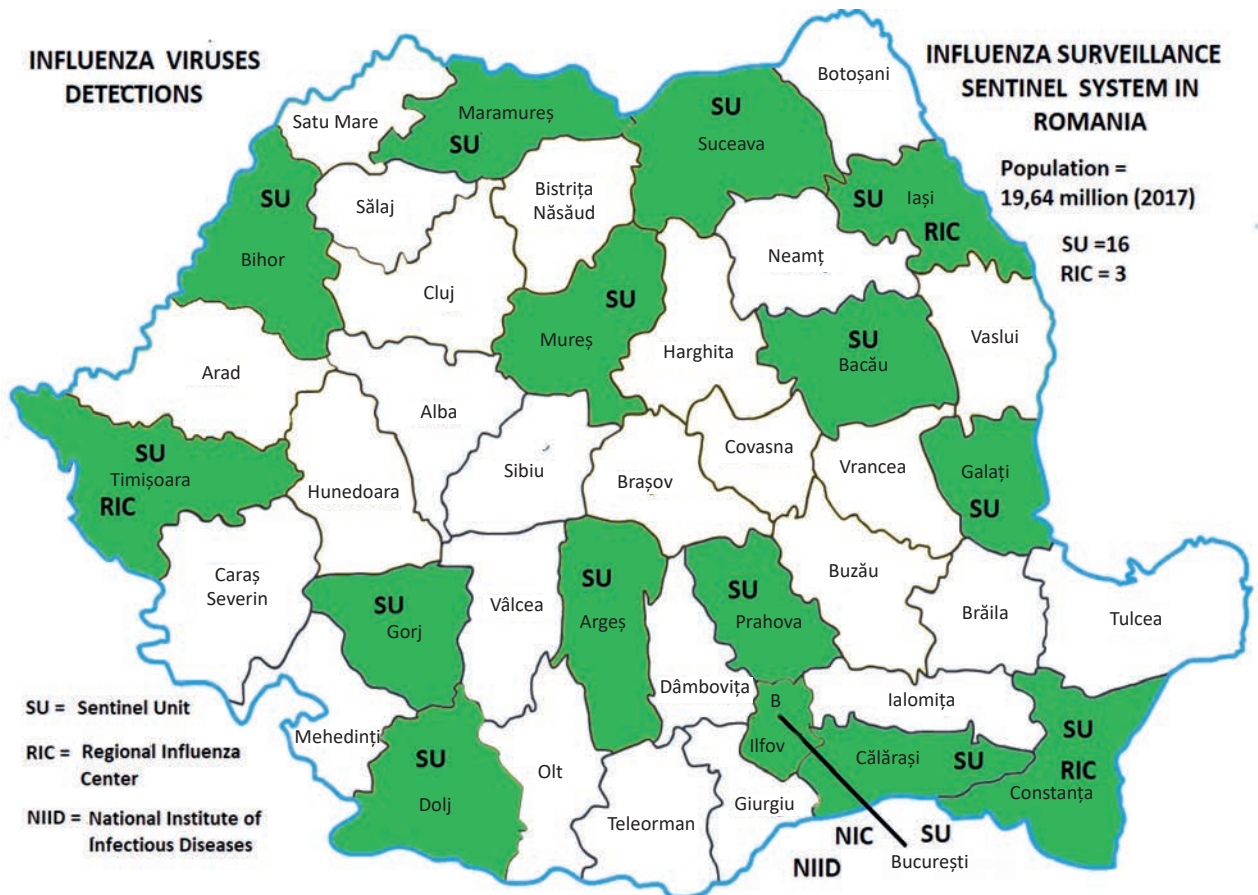 INFLUENZA VIRUSES
DETECTIONS
INFLUENZA SURVEILLANCE
SENTINEL SYSTEM IN
ROMANIA
Population =
19,64 million (2017)
SU =16
RIC = 3
Botoșani
Satu Mare
Maramureș
SU
SU
Suceava
SU
Iași
RIC
SU
Bihor
Sălaj
Bistrița
Năsăud
Neamț
Cluj
SU
Mureș
Harghita
SU
Bacău
Vaslui
Arad
Alba
SU
Timișoara
RIC
Hunedoara
Sibiu
Brașov
Covasna
Vrancea
Galați
SU
Caraș
Severin
SU
Gorj
Vâlcea
SU
Argeș
SU
Prahova
Buzău
Brăila
Tulcea
Mehedinți
SU
Dolj
Olt
Dâmbovița
B
Ilfov
Ialomița
Călărași
SU
SU
RIC
Constanța
Teleorman
Giurgiu
NIC
SU
NIID
București
SU = Sentinel Unit
RIC = Regional Influenza
Center
NIID = National Institute of
Infectious Diseases